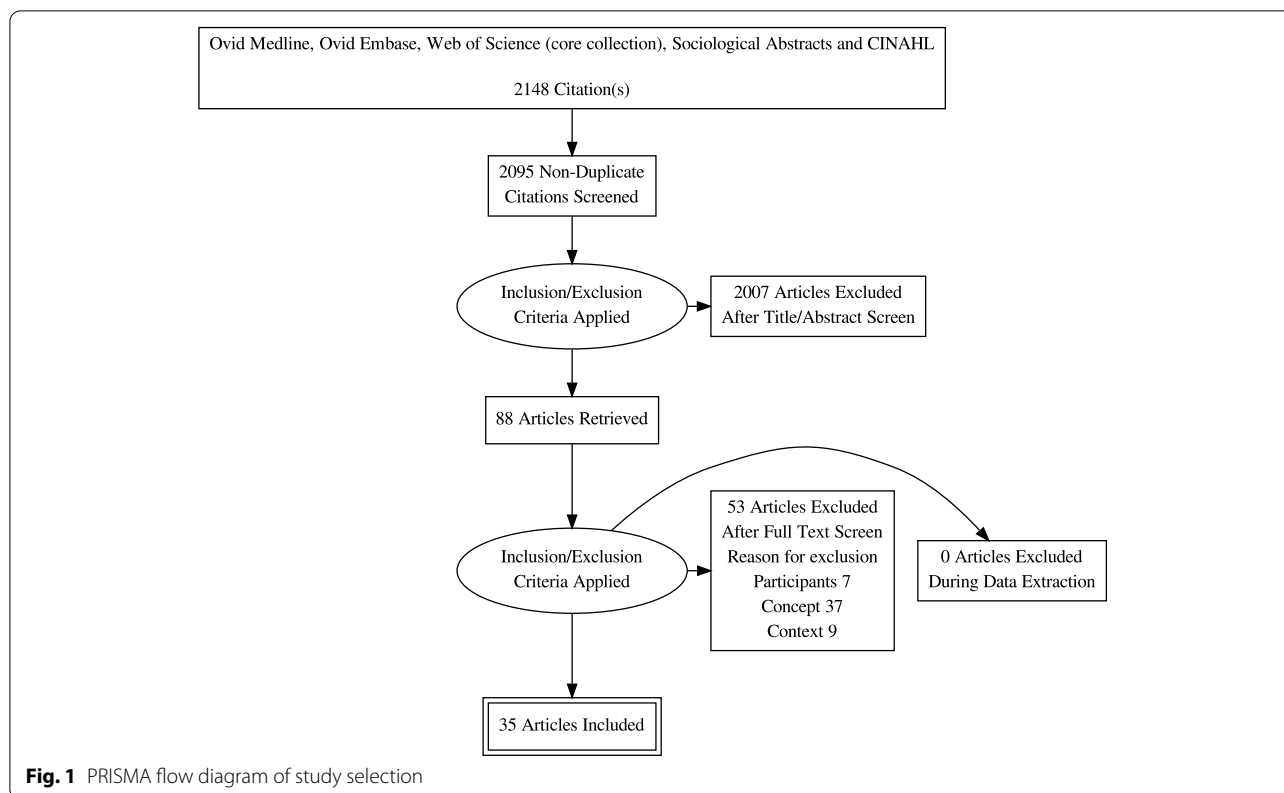 Ovid Medline, Ovid Embase, Web of Science (core collection), Sociological Abstracts and CINAHL
2148 Citation(s)
2095 Non-Duplicate
Citations Screened
Inclusion/Exclusion
Criteria Applied
2007 Articles Excluded
After Title/Abstract Screen
88 Articles Retrieved
Inclusion/Exclusion
Criteria Applied
53 Articles Excluded
After Full Text Screen
Reason for exclusion
Participants 7
Concept 37
Context 9
0 Articles Excluded
During Data Extraction
35 Articles Included
Fig. 1 PRISMA flow diagram of study selection